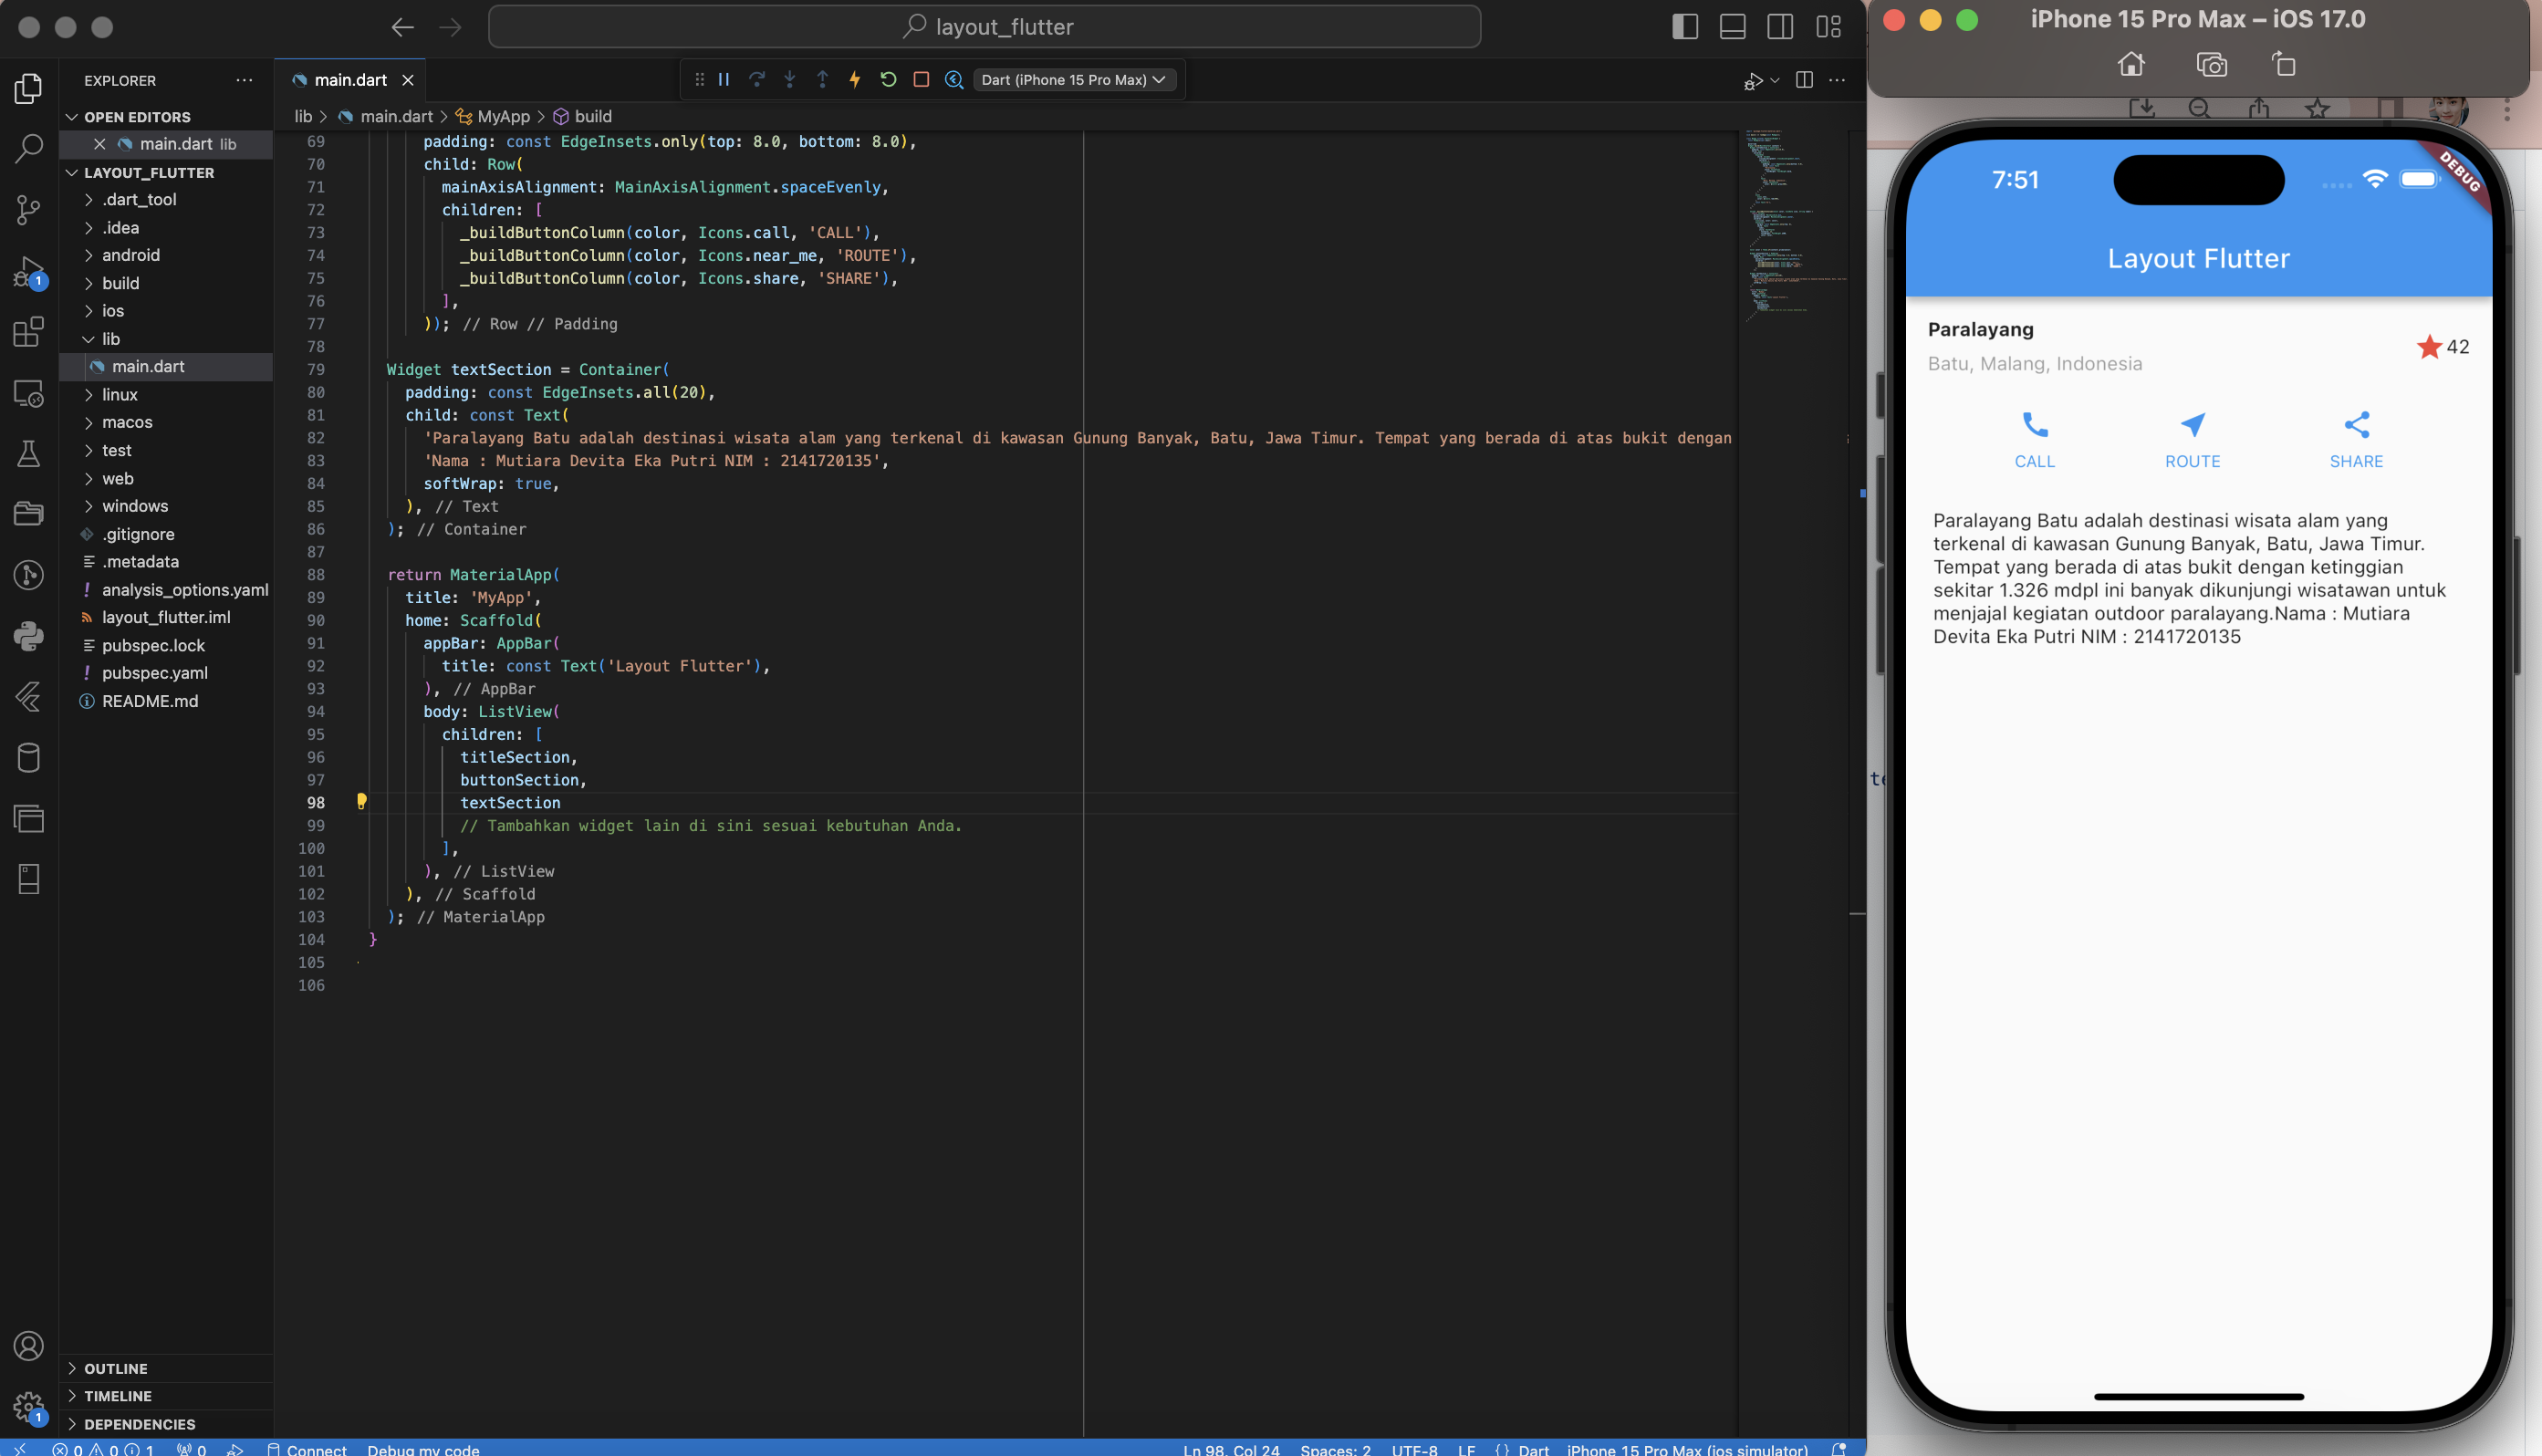 layout_flutter
iPhone 15 Pro Max – iOS 17.0
EXPLORER
main.dart
Dart (iPhone 15 Pro Max)
OPEN EDITORS
main.dart lib
LAYOUT_FLUTTER
.dart_tool
.idea
android
build
ios
lib
main.dart
linux
macos
test
web
windows
.gitignore
.metadata
analysis_options.yaml
layout_flutter.iml
pubspec.lock
pubspec.yaml
README.md
OUTLINE
TIMELINE
DEPENDENCIES
1
1
lib > main.dart > MyApp > build
69 padding: const EdgeInsets.only(top: 8.0, bottom: 8.0),
70 child: Row(
71 mainAxisAlignment: MainAxisAlignment.spaceEvenly,
72 children: [
73 _buildButtonColumn(color, Icons.call, 'CALL'),
74 _buildButtonColumn(color, Icons.near_me, 'ROUTE'),
75 _buildButtonColumn(color, Icons.share, 'SHARE'),
76 ],
77 )); // Row // Padding
78
79 Widget textSection = Container(
80 padding: const EdgeInsets.all(20),
81 child: const Text(
82 'Paralayang Batu adalah destinasi wisata alam yang terkenal di kawasan Gunung Banyak, Batu, Jawa Timur. Tempat yang berada di atas bukit dengan
83 'Nama : Mutiara Devita Eka Putri NIM : 2141720135',
84 softWrap: true,
85 ), // Text
86 ); // Container
87
88 return MaterialApp(
89 title: 'MyApp',
90 home: Scaffold(
91 appBar: AppBar(
92 title: const Text('Layout Flutter'),
93 ), // AppBar
94 body: ListView(
95 children: [
96 titleSection,
97 buttonSection,
98 textSection
99 // Tambahkan widget lain di sini sesuai kebutuhan Anda.
100 ],
101 ), // ListView
102 ), // Scaffold
103 ); // MaterialApp
104 }
105
106
0 0 1 0 Connect Debug my code
Ln 98, Col 24 Spaces: 2 UTF-8 LF {} Dart iPhone 15 Pro Max (ios simulator)
7:51
DEBUG
Layout Flutter
Paralayang
Batu, Malang, Indonesia
42
CALL ROUTE SHARE
Paralayang Batu adalah destinasi wisata alam yang
terkenal di kawasan Gunung Banyak, Batu, Jawa Timur.
Tempat yang berada di atas bukit dengan ketinggian
sekitar 1.326 mdpl ini banyak dikunjungi wisatawan untuk
menjajal kegiatan outdoor paralayang.Nama : Mutiara
Devita Eka Putri NIM : 2141720135